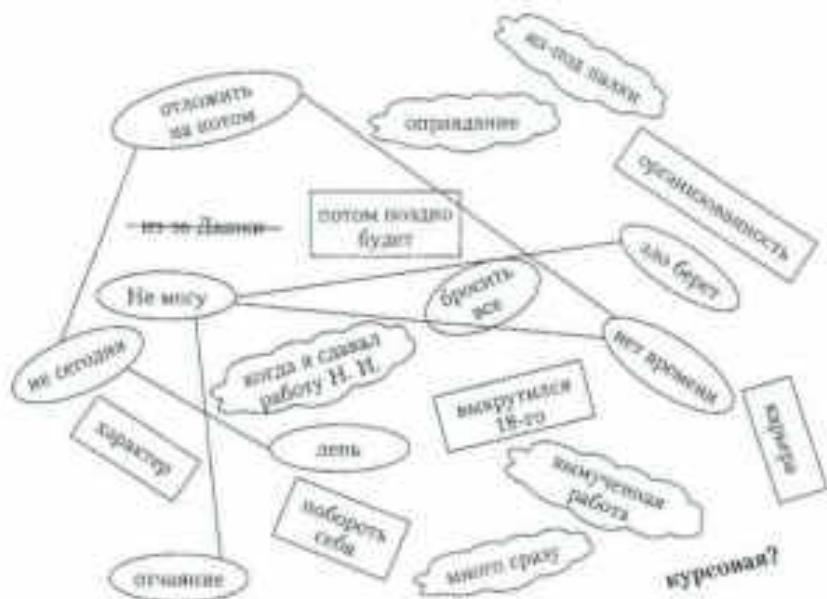 из-под палки
отложить
на потом
оправдание
организованность
из за Дашки
потом поздно
будет
зло берет
Не могу
бросить
все
не сегодня
когда я сдавал
работу Н. И.
нет времени
характер
лень
выкрутился
18-го
карьера
вымученная
работа
побороть
себя
отчаяние
много сразу
курсовая?